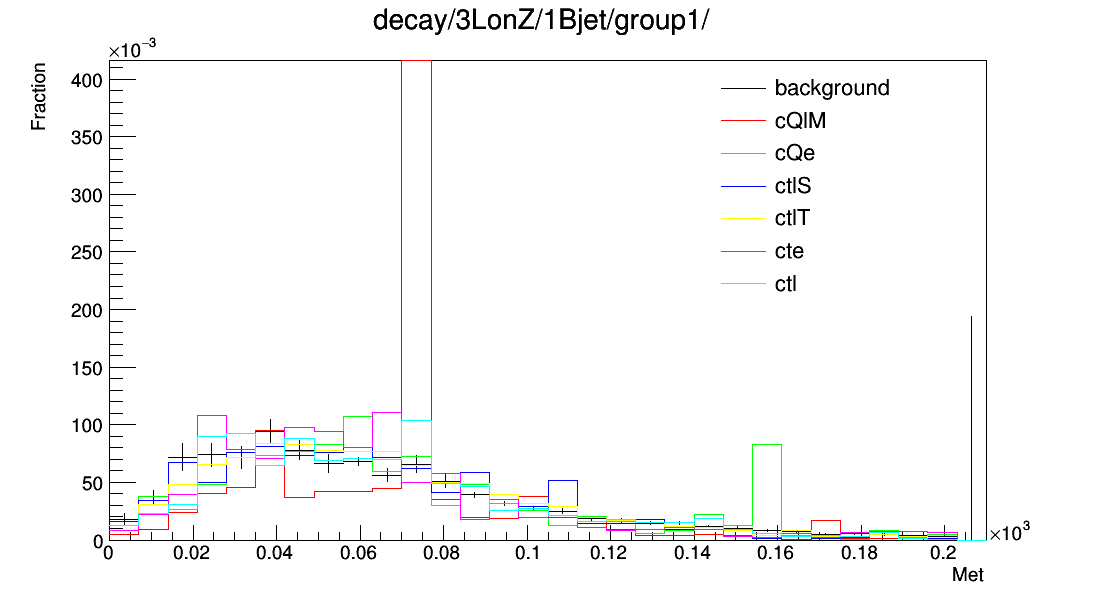 decay/3LonZ/1Bjet/group1/
×10⁻³
Fraction
400
350
300
250
200
150
100
50
0
background
cQlM
cQe
ctlS
ctlT
cte
ctl
0 0.02 0.04 0.06 0.08 0.1 0.12 0.14 0.16 0.18 0.2
×10³
Met